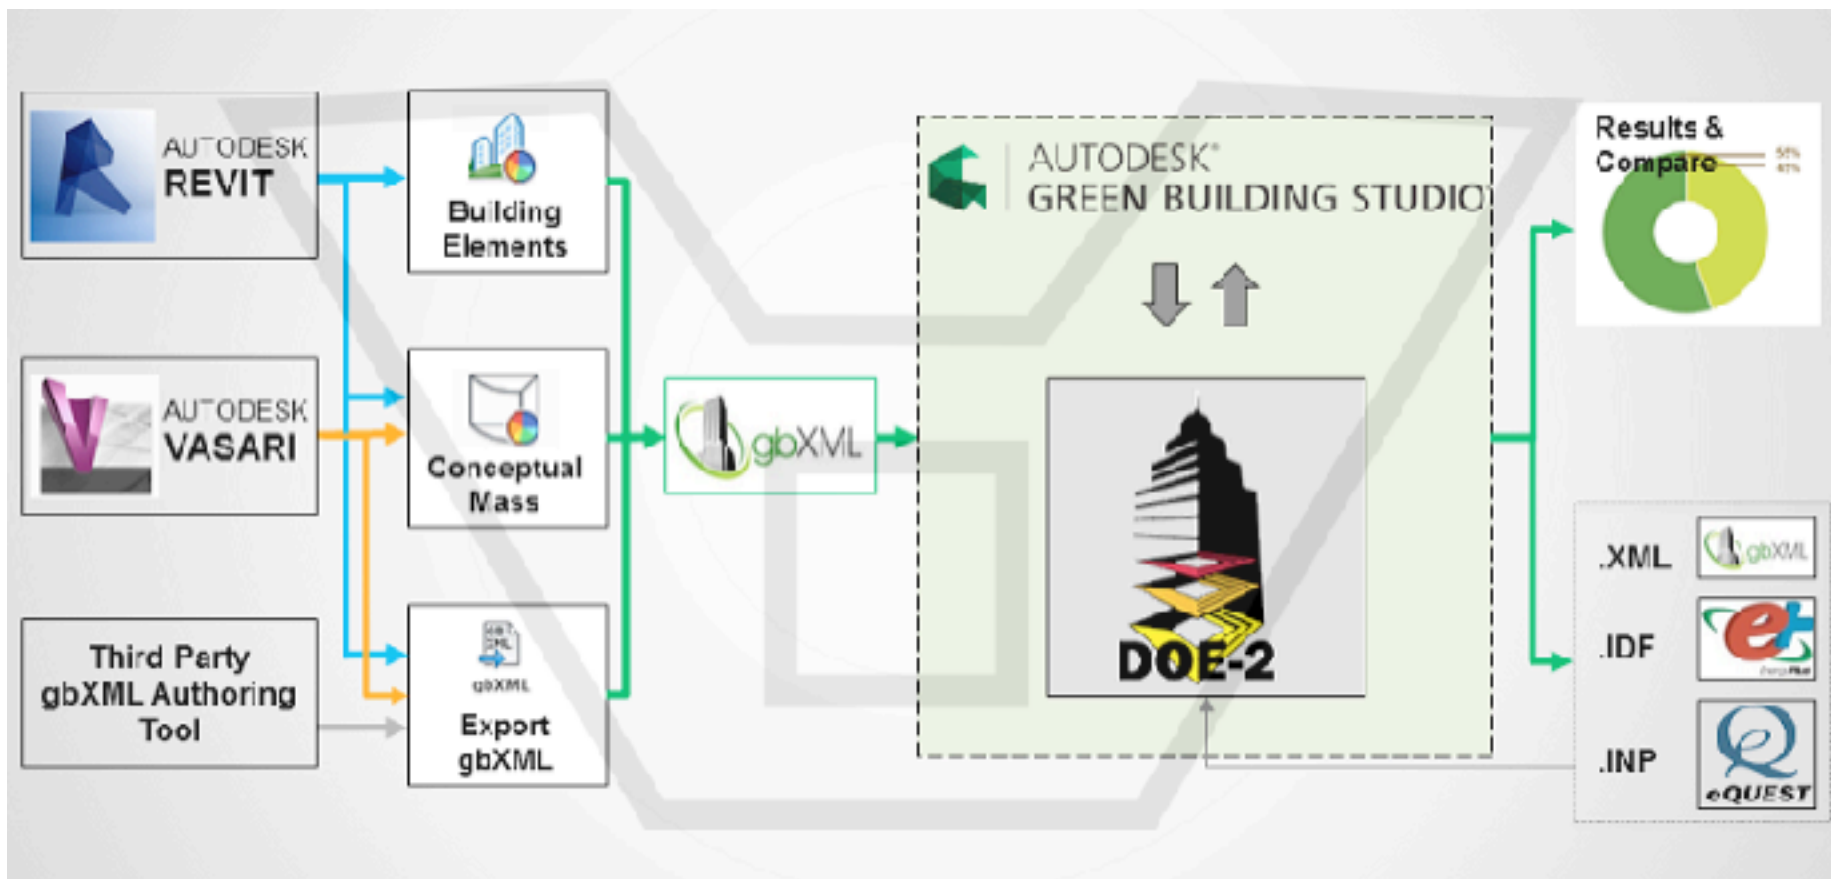 AUTODESK
REVIT
AUTODESK
VASARI
Third Party
gbXML Authoring
Tool
Building
Elements
Conceptual
Mass
gbXML
Export
gbXML
gbXML
AUTODESK®
GREEN BUILDING STUDIO
DOE-2
Results &
Compare
.XML
gbXML
.IDF
.INP
eQUEST